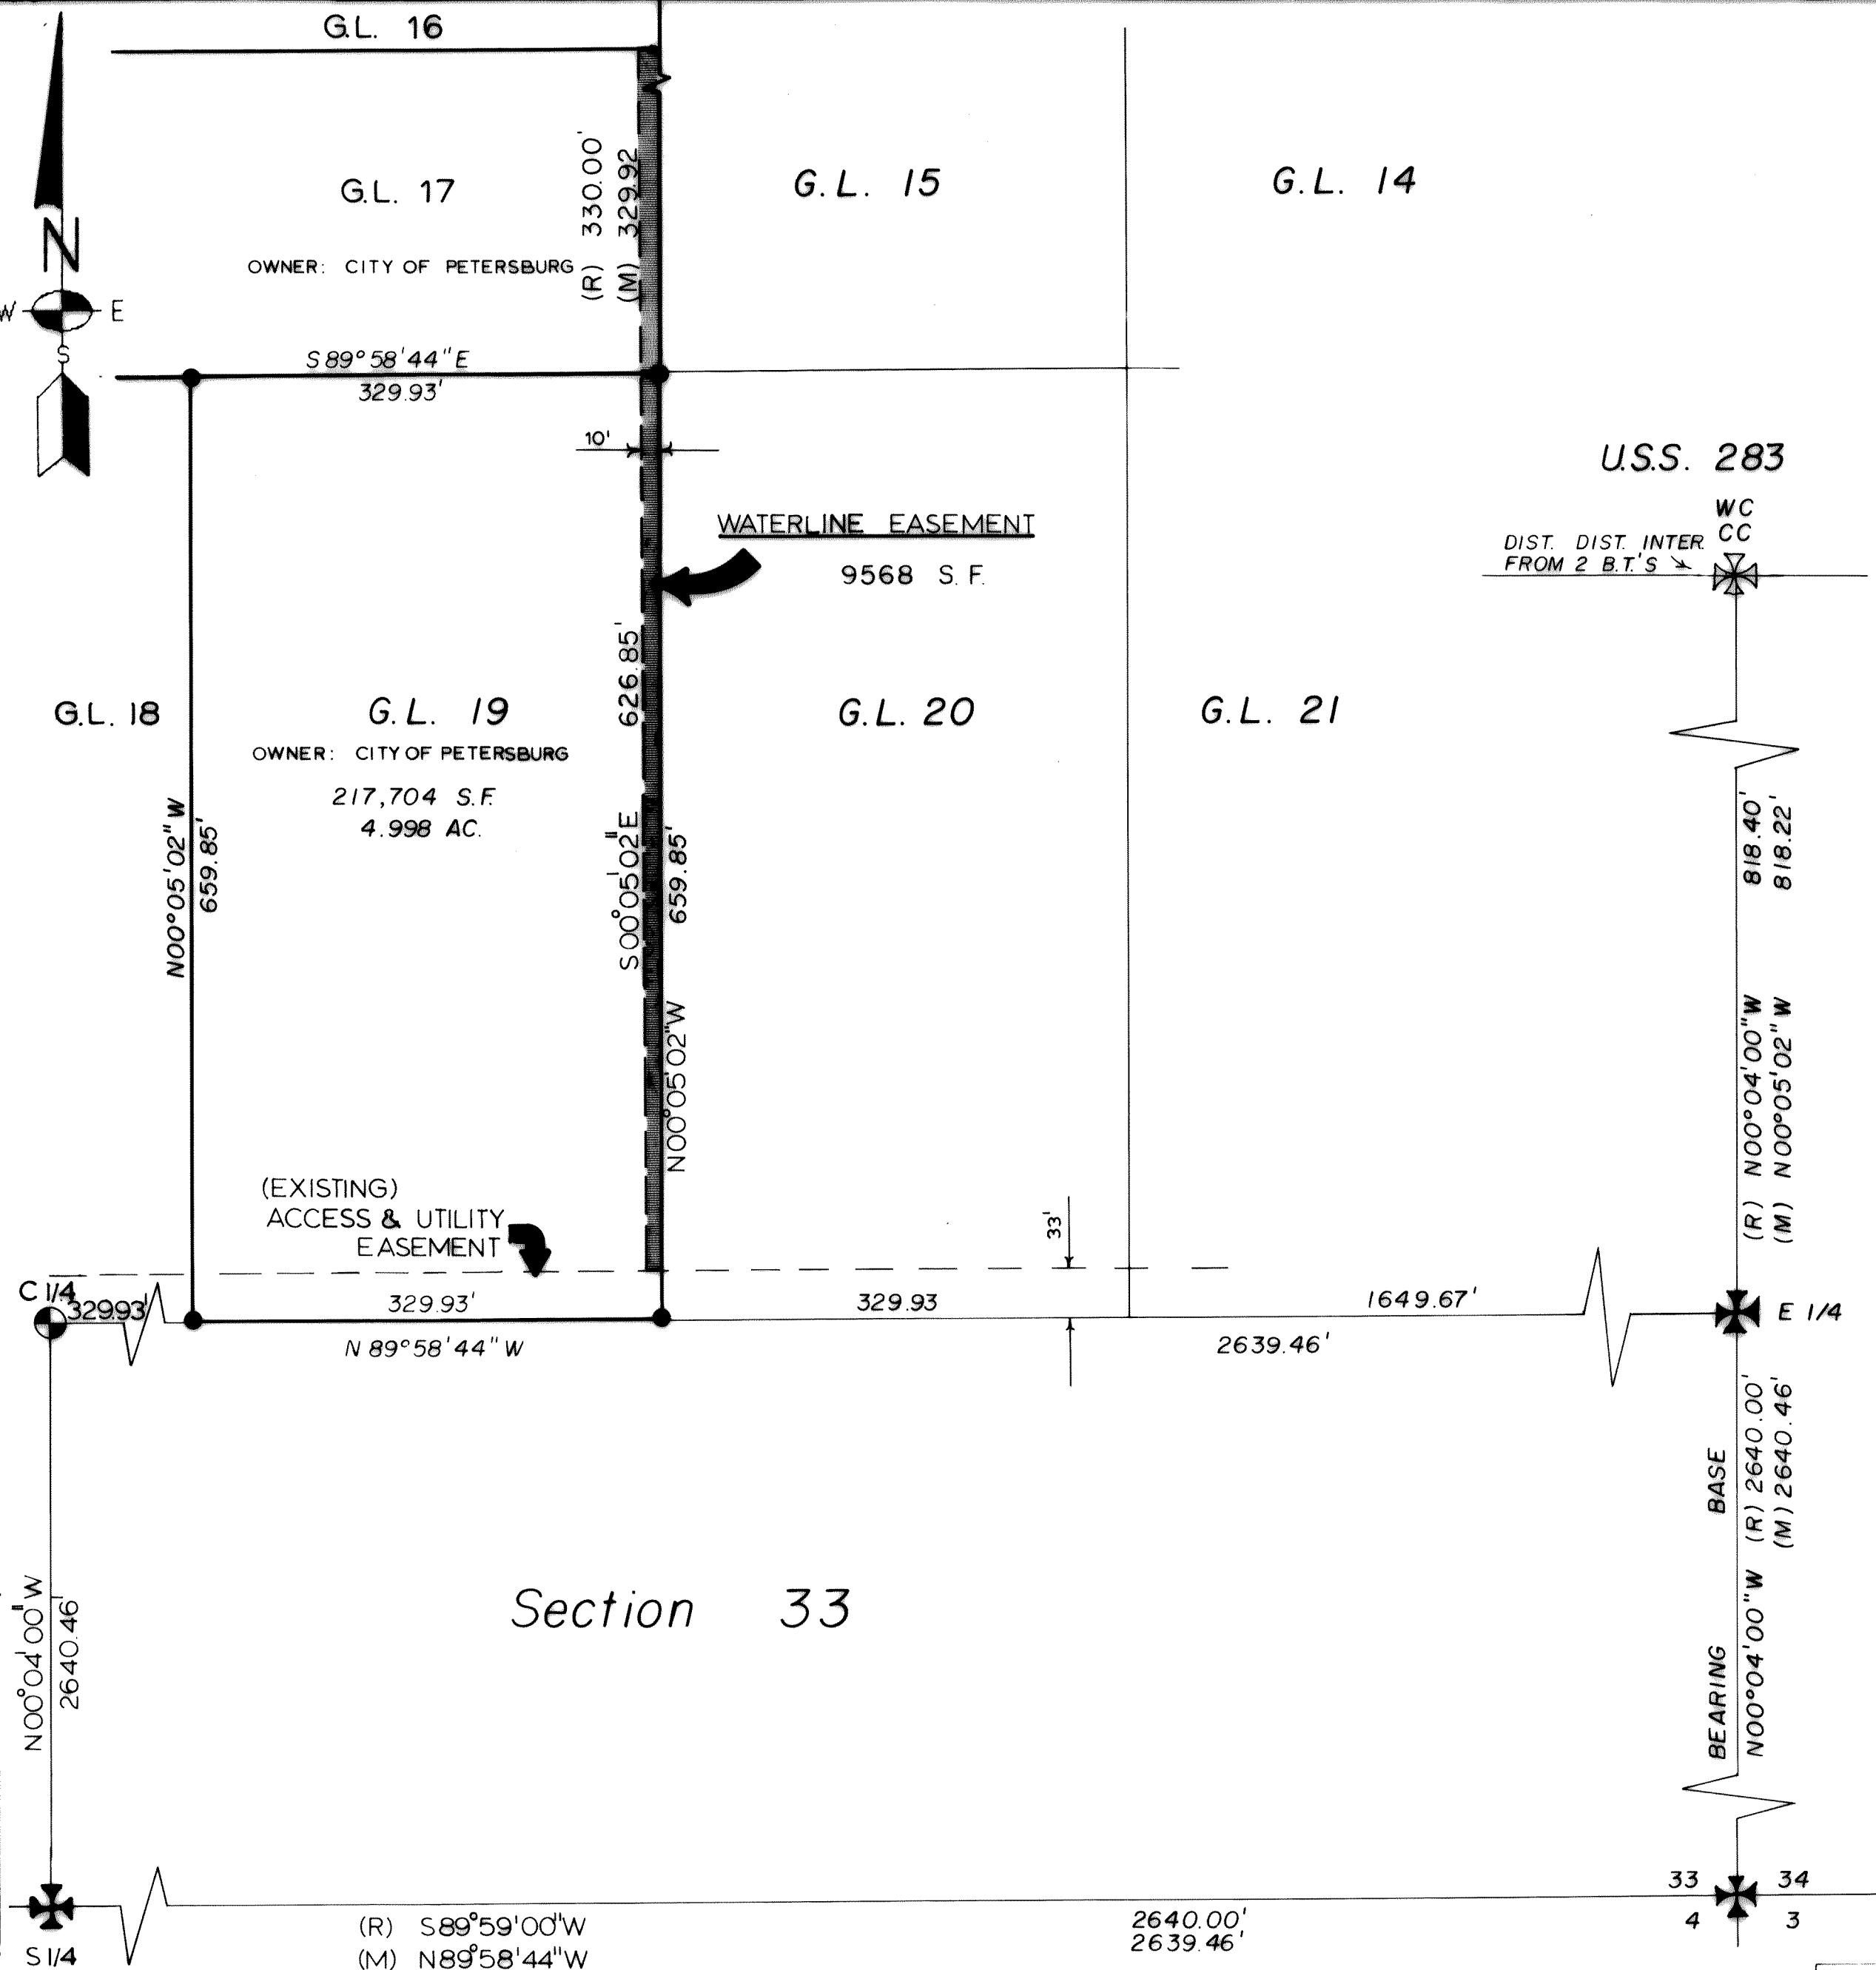 G.L. 16
G.L. 17
OWNER: CITY OF PETERSBURG
(R) 330.00'
(M) 329.92
G.L. 15
G.L. 14
N
W
E
S
S 89°58'44" E
329.93'
10'
WATERLINE EASEMENT
9568 S.F.
U.S.S. 283
WC
CC
DIST. DIST. INTER.
FROM 2 B.T.'S
G.L. 18
G.L. 19
OWNER: CITY OF PETERSBURG
217,704 S.F.
4.998 AC.
N00°05'02"W
659.85'
S00°05'02"E 626.85'
N00°05'02"W 659.85'
G.L. 20
G.L. 21
(R) N00°04'00"W 818.40'
(M) N00°05'02"W 818.22'
(EXISTING)
ACCESS & UTILITY
EASEMENT
33'
C 1/4
329.93'
329.93'
N 89°58'44" W
329.93
1649.67'
2639.46'
E 1/4
BEARING BASE
N00°04'00"W (R) 2640.00'
(M) 2640.46'
N00°04'00"W
2640.46'
Section 33
S 1/4
(R) S89°59'00"W
(M) N89°58'44"W
2640.00'
2639.46'
33
34
4
3